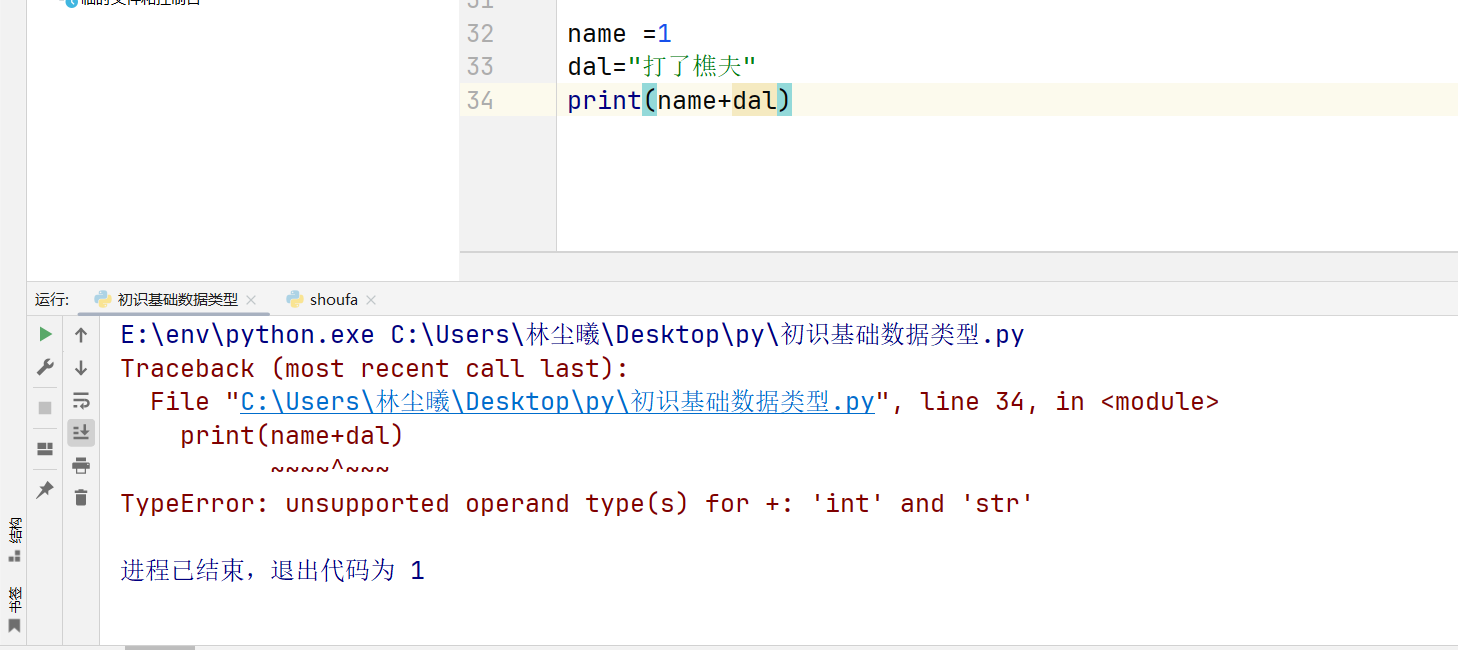 32 name =1
33 dal="打了樵夫"
34 print(name+dal)
运行: 初识基础数据类型 shoufa
E:\env\python.exe C:\Users\林尘曦\Desktop\py\初识基础数据类型.py
Traceback (most recent call last):
File "C:\Users\林尘曦\Desktop\py\初识基础数据类型.py", line 34, in <module>
print(name+dal)
~~~~^~~~
TypeError: unsupported operand type(s) for +: 'int' and 'str'
进程已结束，退出代码为 1
结构
书签